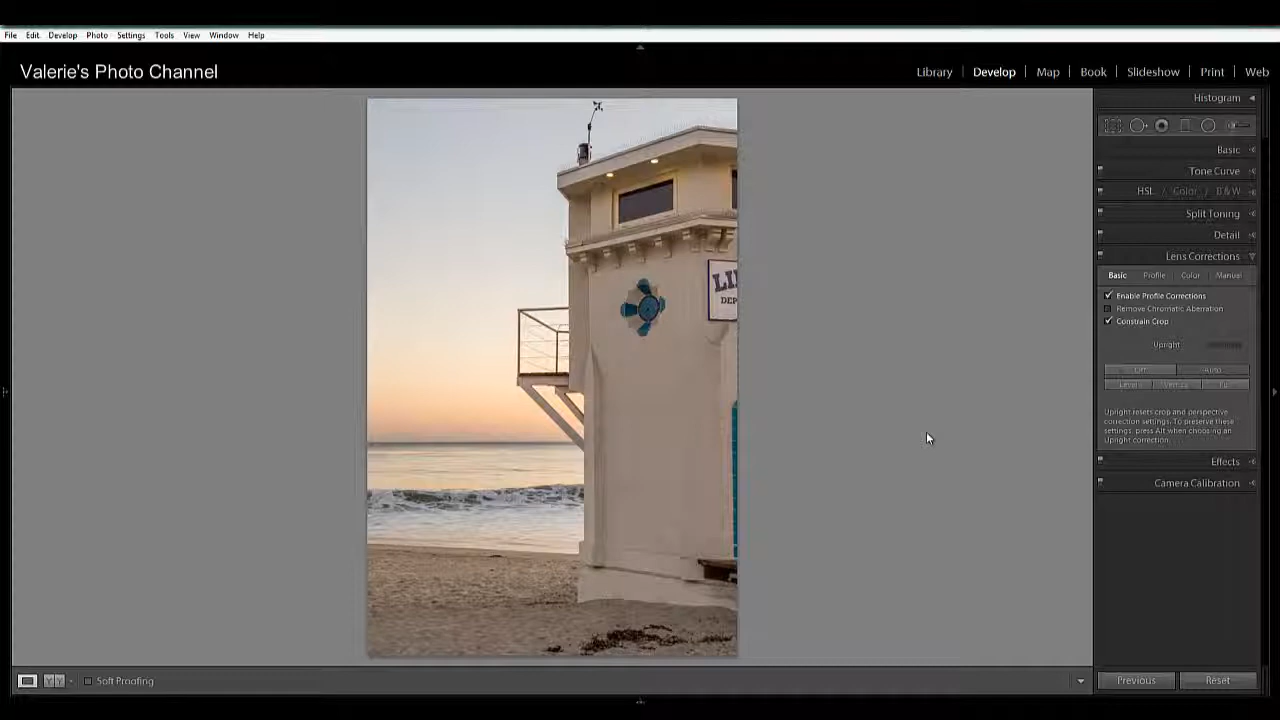 File Edit Develop Photo Settings Tools View Window Help
Valerie's Photo Channel
Library | Develop | Map | Book | Slideshow | Print | Web
Histogram
Basic
Tone Curve
HSL / Color / B&W
Split Toning
Detail
Lens Corrections
Basic Profile Color Manual
Enable Profile Corrections
Remove Chromatic Aberration
Constrain Crop
Upright
Off Auto
Level Vertical Full
Upright resets crop and perspective
correction settings. To preserve these
settings, press Alt when choosing an
Upright correction.
Effects
Camera Calibration
LI
DEP
Soft Proofing
Previous Reset